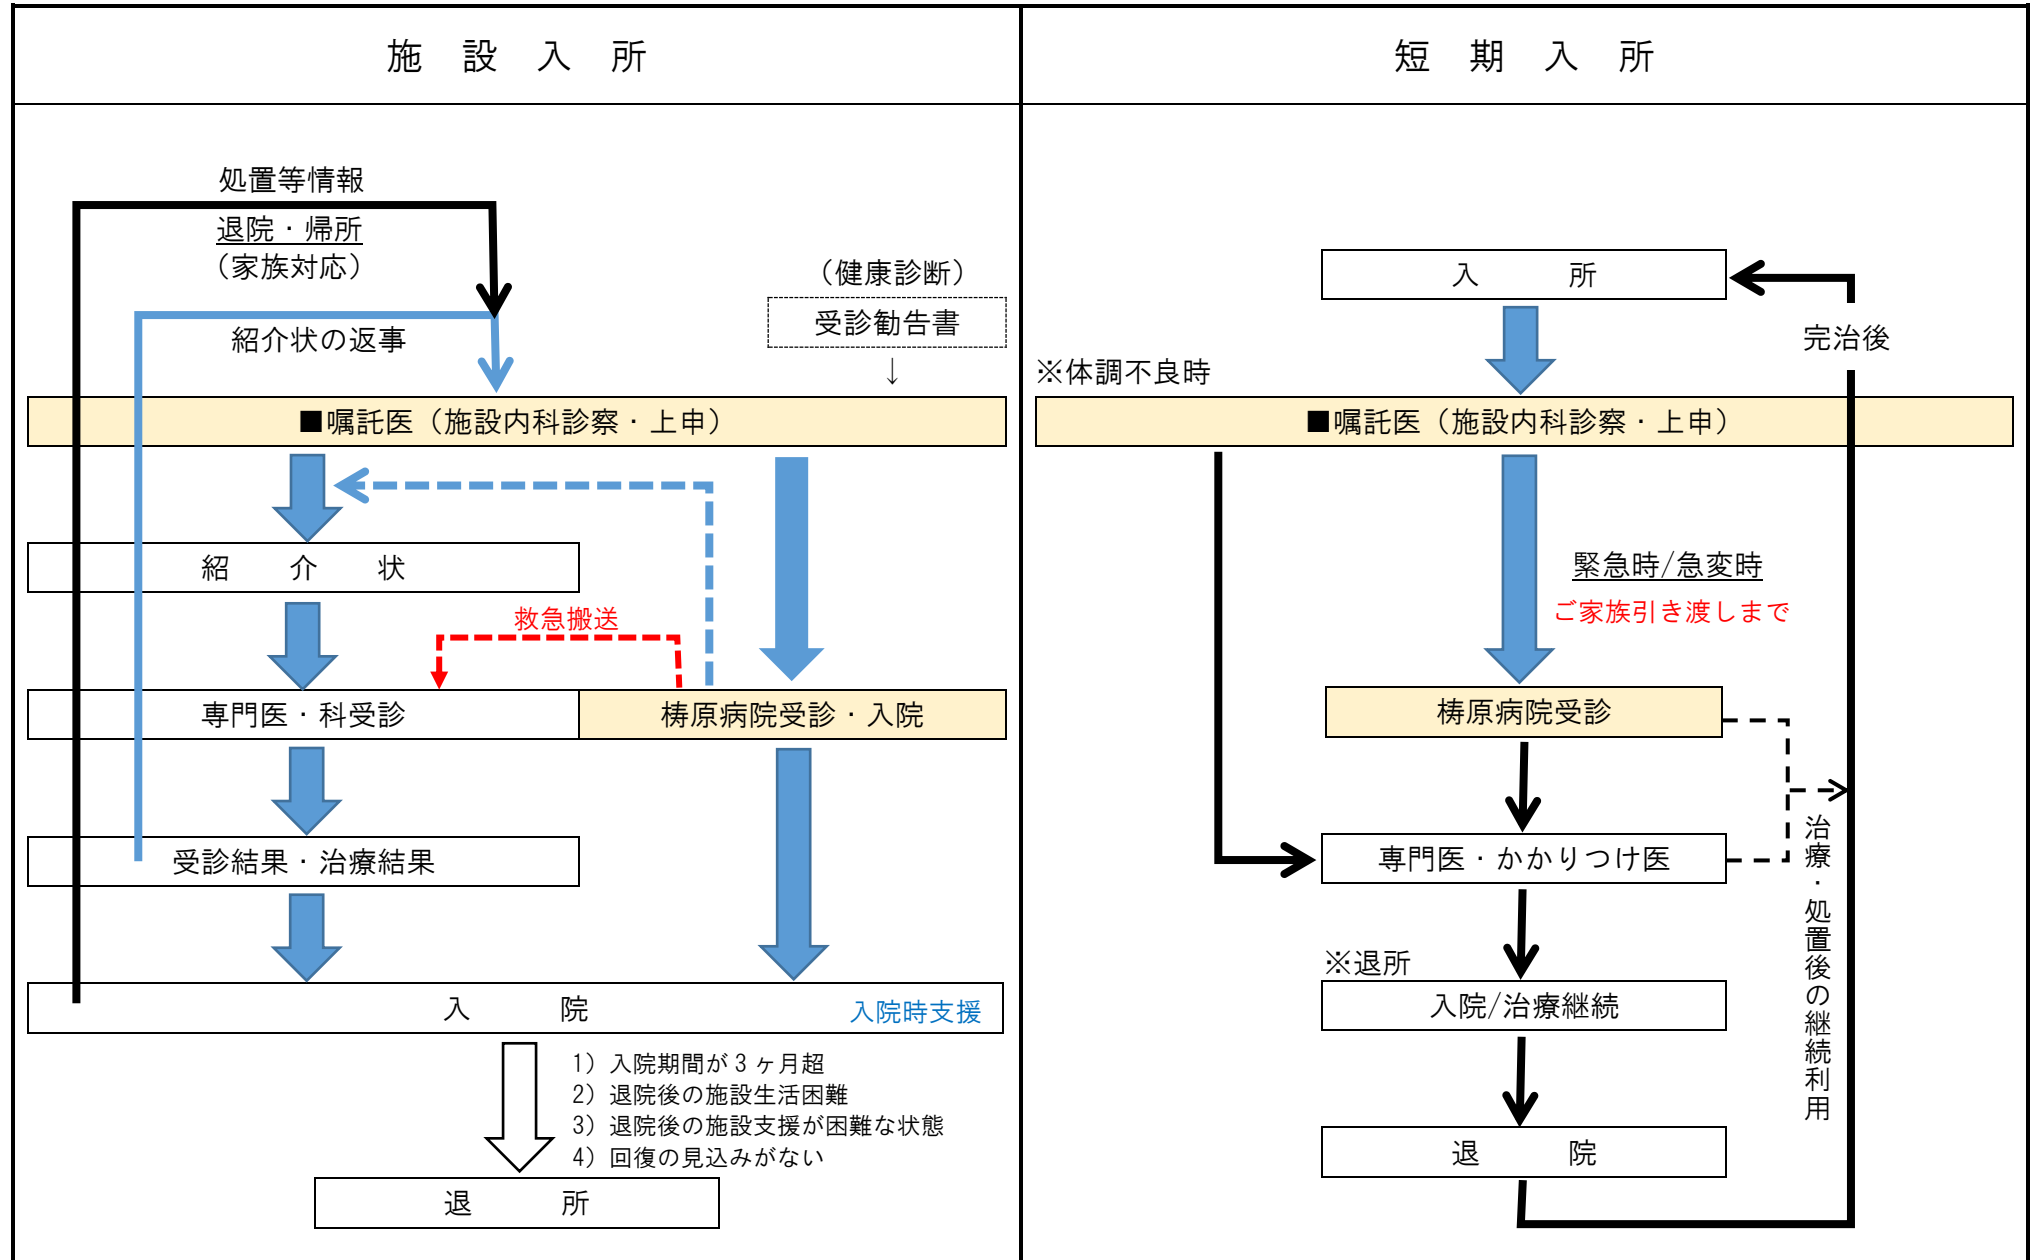 施 設 入 所
処置等情報
退院・帰所
（家族対応）
紹介状の返事
（健康診断）
受診勧告書
↓
■嘱託医（施設内科診察・上申）
紹 介 状
救急搬送
専門医・科受診
梼原病院受診・入院
受診結果・治療結果
入 院
入院時支援
1）入院期間が３ヶ月超
2）退院後の施設生活困難
3）退院後の施設支援が困難な状態
4）回復の見込みがない
退 所
短 期 入 所
入 所
完治後
※体調不良時
■嘱託医（施設内科診察・上申）
緊急時/急変時
ご家族引き渡しまで
梼原病院受診
専門医・かかりつけ医
治療・処置後の継続利用
※退所
入院/治療継続
退 院